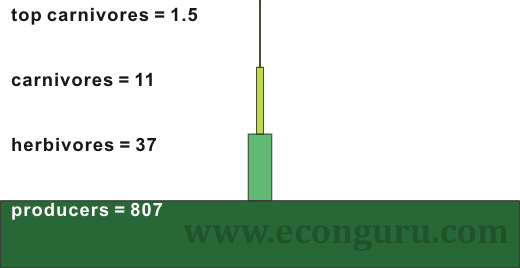 top carnivores = 1.5
carnivores = 11
herbivores = 37
producers = 807
www.econguru.com